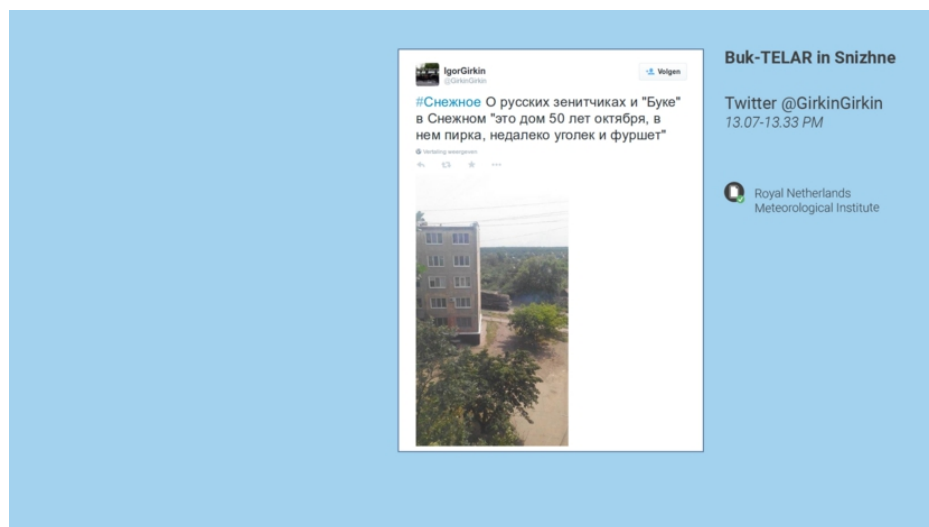 IgorGirkin
@GirkinGirkin
Volgen
#Снежное О русских зенитчиках и "Буке"
в Снежном "это дом 50 лет октября, в
нем пирка, недалеко уголек и фуршет"
Vertaling weergeven
Buk-TELAR in Snizhne
Twitter @GirkinGirkin
13.07-13.33 PM
Royal Netherlands
Meteorological Institute